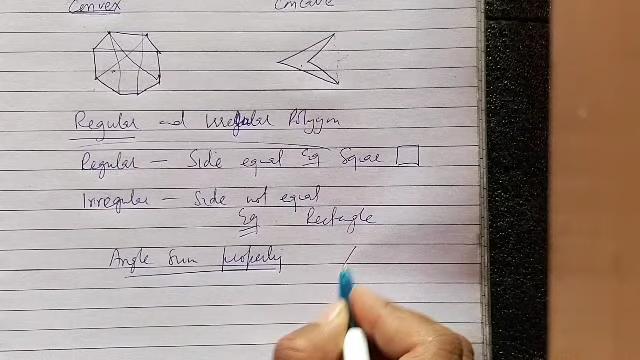 Convex Concave
Regular and Irregular Polygon
Regular - Side equal Eg Squae
Irregular - Side not equal
Eg Rectangle
Angle Sum property